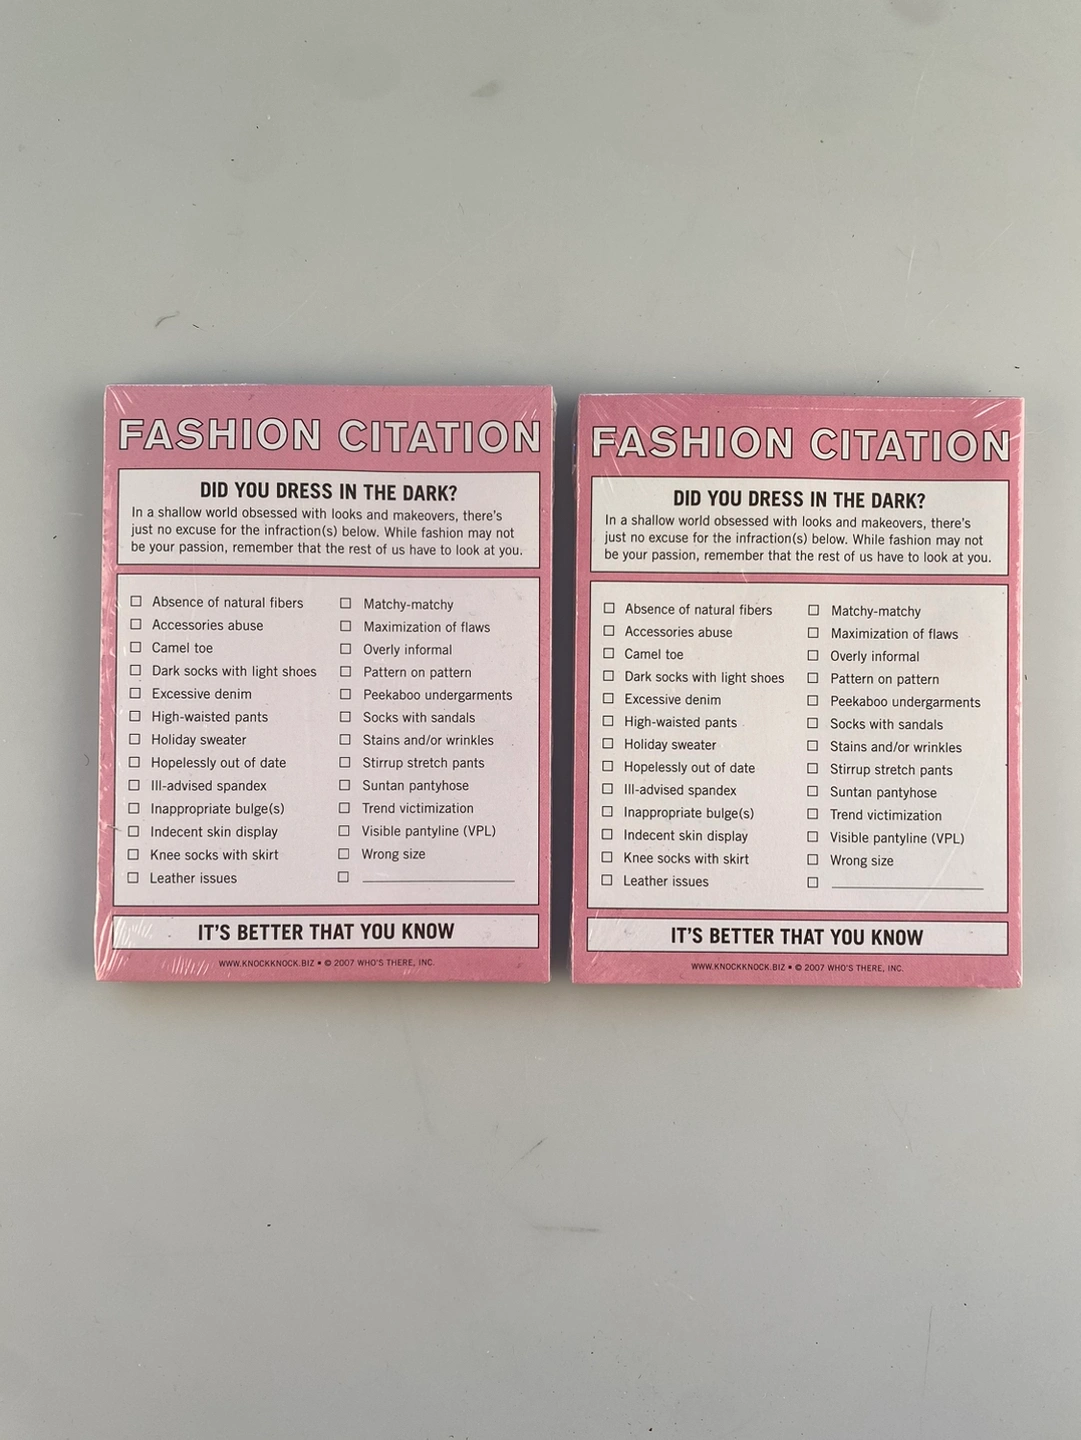 FASHION CITATION
DID YOU DRESS IN THE DARK?
In a shallow world obsessed with looks and makeovers, there's
just no excuse for the infraction(s) below. While fashion may not
be your passion, remember that the rest of us have to look at you.
☐ Absence of natural fibers
☐ Accessories abuse
☐ Camel toe
☐ Dark socks with light shoes
☐ Excessive denim
☐ High-waisted pants
☐ Holiday sweater
☐ Hopelessly out of date
☐ Ill-advised spandex
☐ Inappropriate bulge(s)
☐ Indecent skin display
☐ Knee socks with skirt
☐ Leather issues
☐ Matchy-matchy
☐ Maximization of flaws
☐ Overly informal
☐ Pattern on pattern
☐ Peekaboo undergarments
☐ Socks with sandals
☐ Stains and/or wrinkles
☐ Stirrup stretch pants
☐ Suntan pantyhose
☐ Trend victimization
☐ Visible pantyline (VPL)
☐ Wrong size
☐ ____________________
IT'S BETTER THAT YOU KNOW
WWW.KNOCKKNOCK.BIZ • © 2007 WHO'S THERE, INC.
FASHION CITATION
DID YOU DRESS IN THE DARK?
In a shallow world obsessed with looks and makeovers, there's
just no excuse for the infraction(s) below. While fashion may not
be your passion, remember that the rest of us have to look at you.
☐ Absence of natural fibers
☐ Accessories abuse
☐ Camel toe
☐ Dark socks with light shoes
☐ Excessive denim
☐ High-waisted pants
☐ Holiday sweater
☐ Hopelessly out of date
☐ Ill-advised spandex
☐ Inappropriate bulge(s)
☐ Indecent skin display
☐ Knee socks with skirt
☐ Leather issues
☐ Matchy-matchy
☐ Maximization of flaws
☐ Overly informal
☐ Pattern on pattern
☐ Peekaboo undergarments
☐ Socks with sandals
☐ Stains and/or wrinkles
☐ Stirrup stretch pants
☐ Suntan pantyhose
☐ Trend victimization
☐ Visible pantyline (VPL)
☐ Wrong size
☐ ____________________
IT'S BETTER THAT YOU KNOW
WWW.KNOCKKNOCK.BIZ • © 2007 WHO'S THERE, INC.